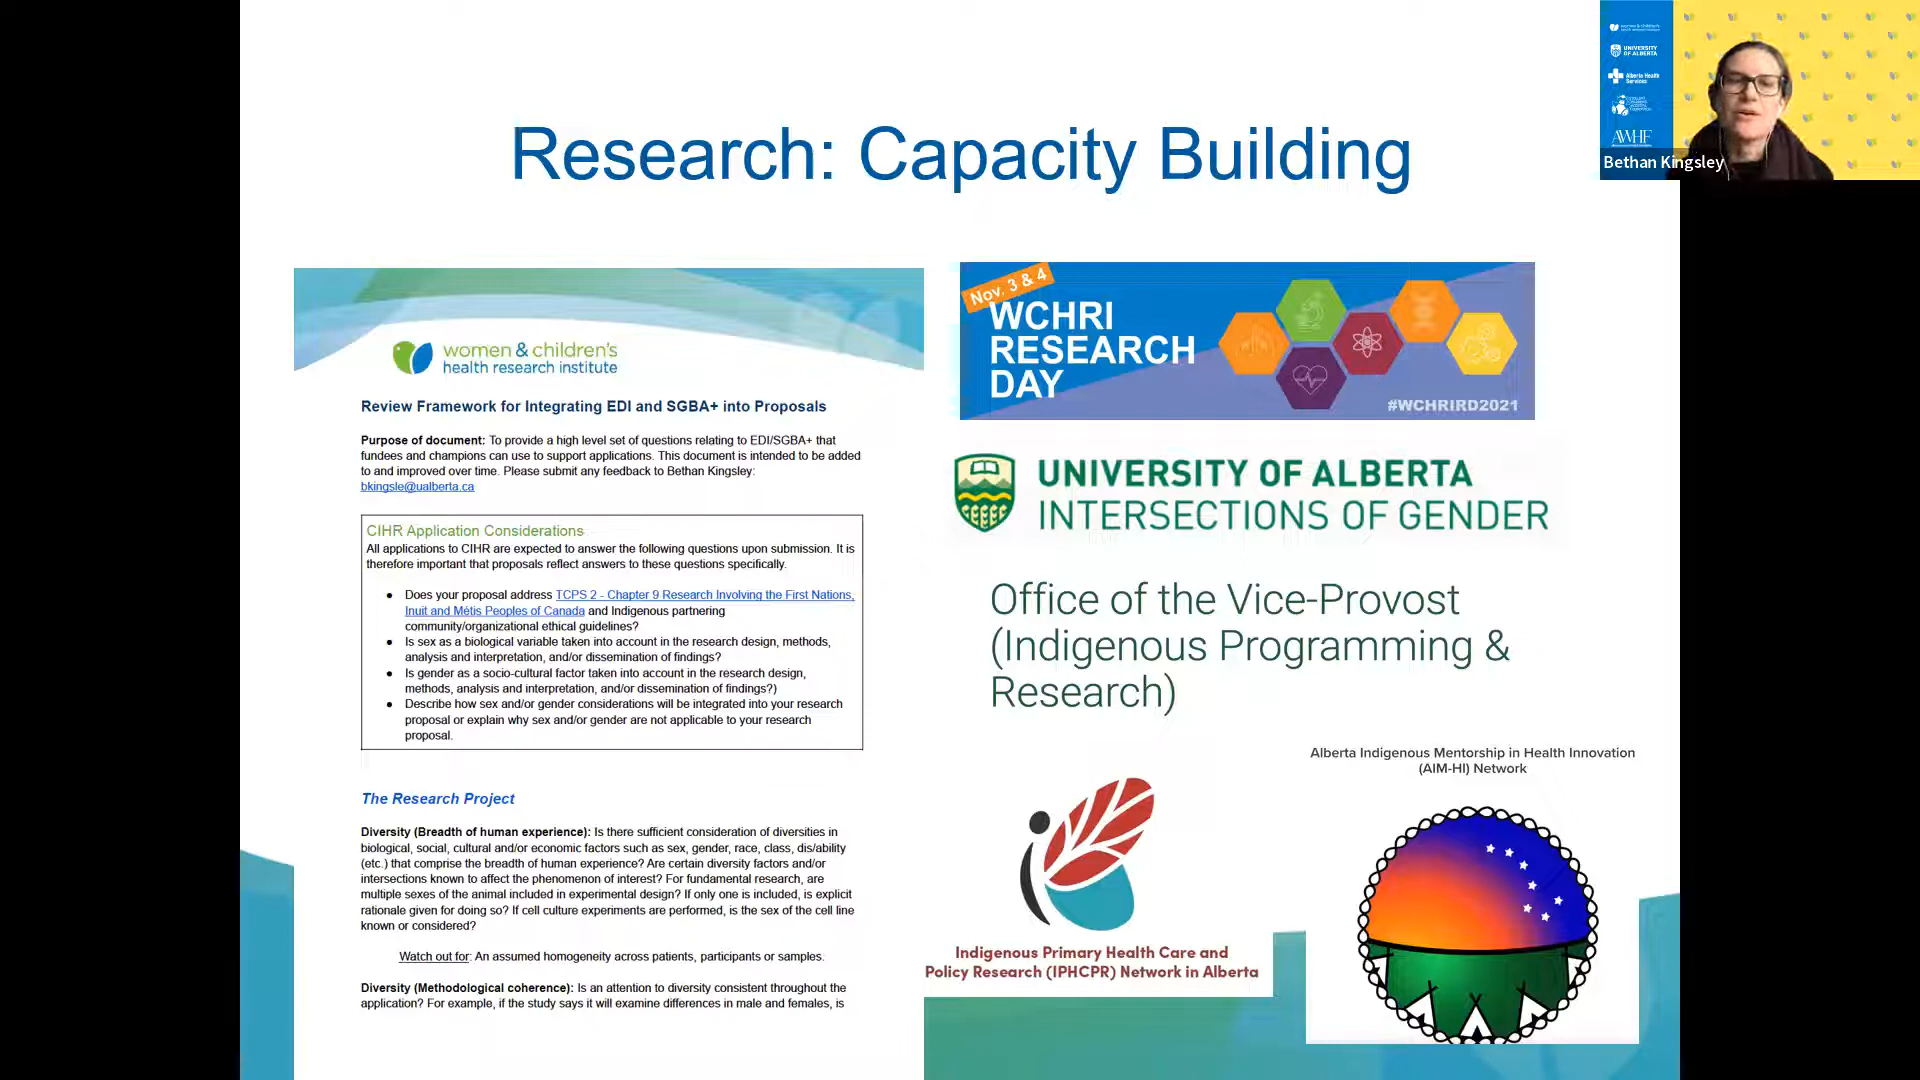 Research: Capacity Building
women & children's
health research institute
Review Framework for Integrating EDI and SGBA+ into Proposals
Purpose of document: To provide a high level set of questions relating to EDI/SGBA+ that
fundees and champions can use to support applications. This document is intended to be added
to and improved over time. Please submit any feedback to Bethan Kingsley:
bkingsle@ualberta.ca
CIHR Application Considerations
All applications to CIHR are expected to answer the following questions upon submission. It is
therefore important that proposals reflect answers to these questions specifically.
● Does your proposal address TCPS 2 - Chapter 9 Research Involving the First Nations,
Inuit and Métis Peoples of Canada and Indigenous partnering
community/organizational ethical guidelines?
● Is sex as a biological variable taken into account in the research design, methods,
analysis and interpretation, and/or dissemination of findings?
● Is gender as a socio-cultural factor taken into account in the research design,
methods, analysis and interpretation, and/or dissemination of findings?)
● Describe how sex and/or gender considerations will be integrated into your research
proposal or explain why sex and/or gender are not applicable to your research
proposal.
The Research Project
Diversity (Breadth of human experience): Is there sufficient consideration of diversities in
biological, social, cultural and/or economic factors such as sex, gender, race, class, dis/ability
(etc.) that comprise the breadth of human experience? Are certain diversity factors and/or
intersections known to affect the phenomenon of interest? For fundamental research, are
multiple sexes of the animal included in experimental design? If only one is included, is explicit
rationale given for doing so? If cell culture experiments are performed, is the sex of the cell line
known or considered?
Watch out for: An assumed homogeneity across patients, participants or samples.
Diversity (Methodological coherence): Is an attention to diversity consistent throughout the
application? For example, if the study says it will examine differences in male and females, is
Nov. 3 & 4
WCHRI
RESEARCH
DAY
#WCHRIRD2021
UNIVERSITY OF ALBERTA
INTERSECTIONS OF GENDER
Office of the Vice-Provost
(Indigenous Programming &
Research)
Indigenous Primary Health Care and
Policy Research (IPHCPR) Network in Alberta
Alberta Indigenous Mentorship in Health Innovation
(AIM-HI) Network
women & children's
UNIVERSITY
OF ALBERTA
Alberta Health
Services
AWHF
Bethan Kingsley